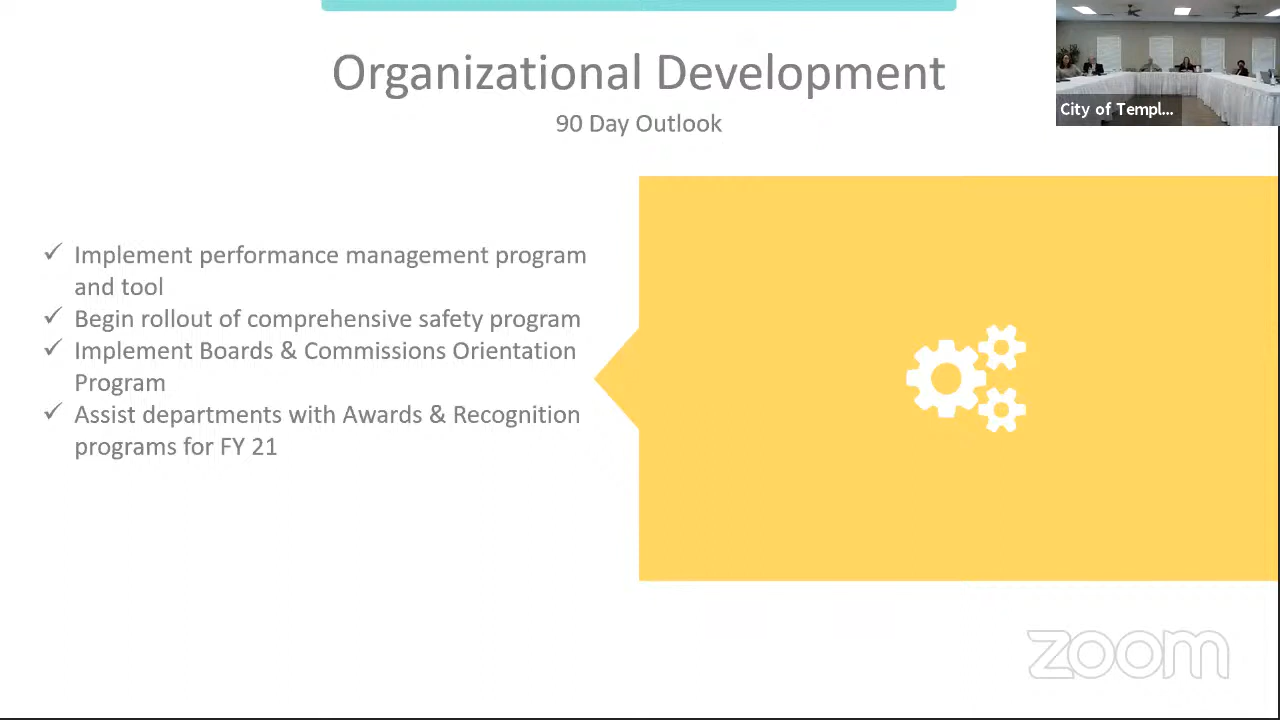 Organizational Development
90 Day Outlook
City of Templ...
✓ Implement performance management program
and tool
✓ Begin rollout of comprehensive safety program
✓ Implement Boards & Commissions Orientation
Program
✓ Assist departments with Awards & Recognition
programs for FY 21
zoom